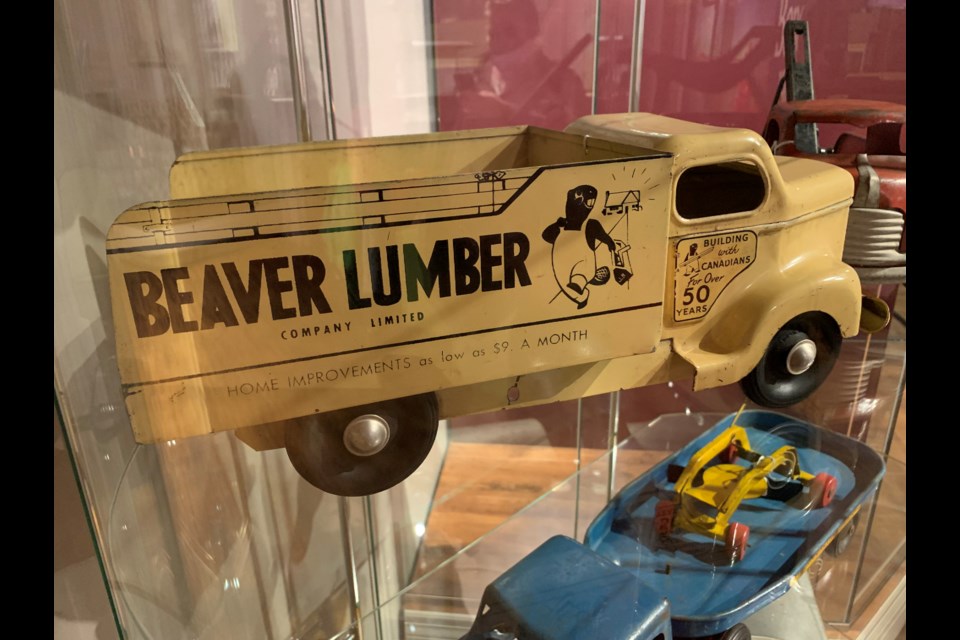 BEAVER LUMBER
COMPANY LIMITED
HOME IMPROVEMENTS as low as $9. A MONTH
BUILDING
with
CANADIANS
For Over
50
YEARS